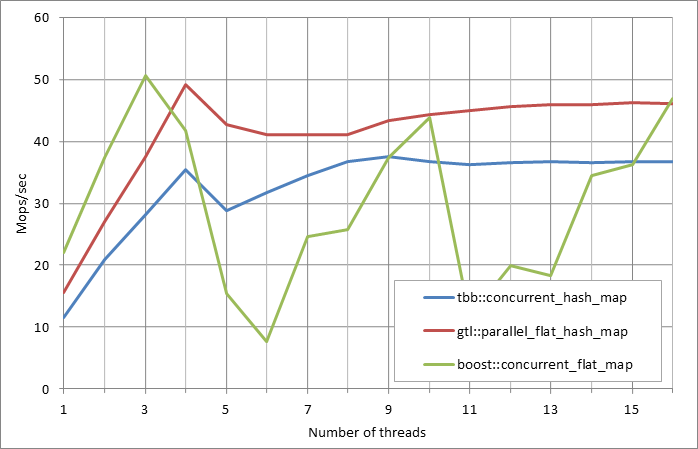 60
50
40
30
20
10
0
Mops/sec
1 3 5 7 9 11 13 15
Number of threads
tbb::concurrent_hash_map
gtl::parallel_flat_hash_map
boost::concurrent_flat_map